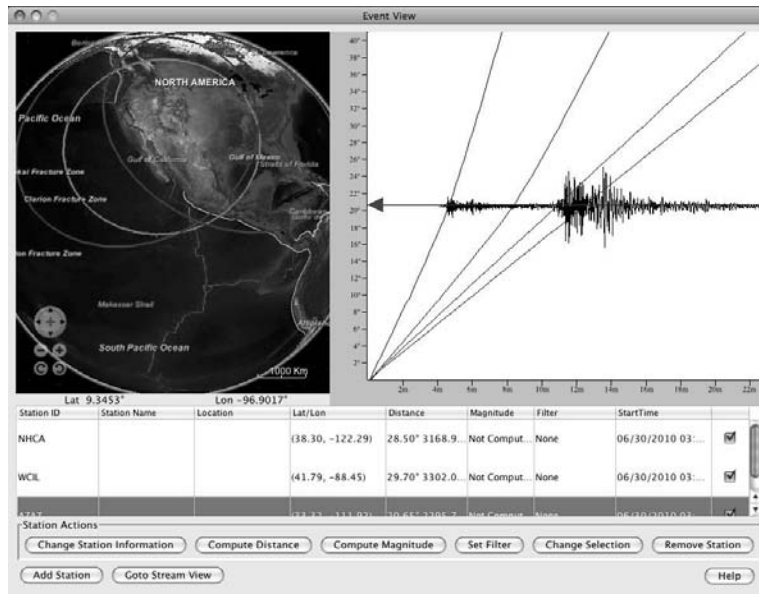 Event View
NORTH AMERICA
Pacific Ocean
Gulf of California
Gulf of Mexico
Straits of Florida
Clarion Fracture Zone
Fracture Zone
Makassar Strait
South Pacific Ocean
1000 Km
40°
38°
36°
34°
32°
30°
28°
26°
24°
22°
20°
18°
16°
14°
12°
10°
8°
6°
4°
2°
2m 4m 6m 8m 10m 12m 14m 16m 18m 20m 22m
Lat 9.3453° Lon -96.9017°
Station ID Station Name Location Lat/Lon Distance Magnitude Filter StartTime
NHCA (38.30, -122.29) 28.50° 3168.9... Not Comput... None 06/30/2010 03:...
WCIL (41.79, -88.45) 29.70° 3302.0... Not Comput... None 06/30/2010 03:...
Station Actions
Change Station Information Compute Distance Compute Magnitude Set Filter Change Selection Remove Station
Add Station Goto Stream View Help